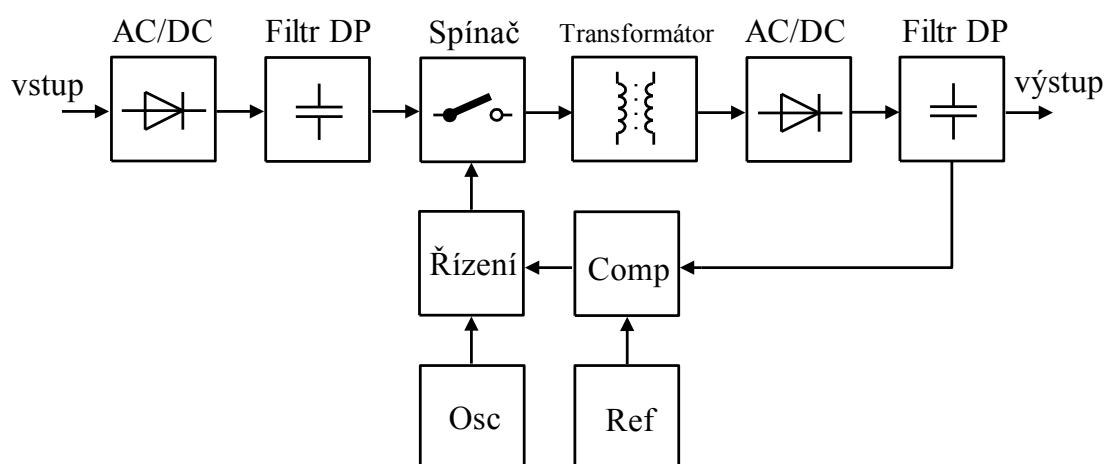 AC/DC
Filtr DP
Spínač
Transformátor
AC/DC
Filtr DP
vstup
výstup
Řízení
Comp
Osc
Ref